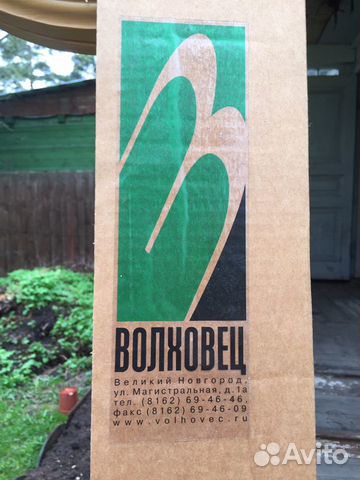 ВОЛХОВЕЦ
Великий Новгород,
ул. Магистральная, д.1а
тел. (8162) 69-46-46,
факс (8162) 69-46-09
www.volhovec.ru
Avito